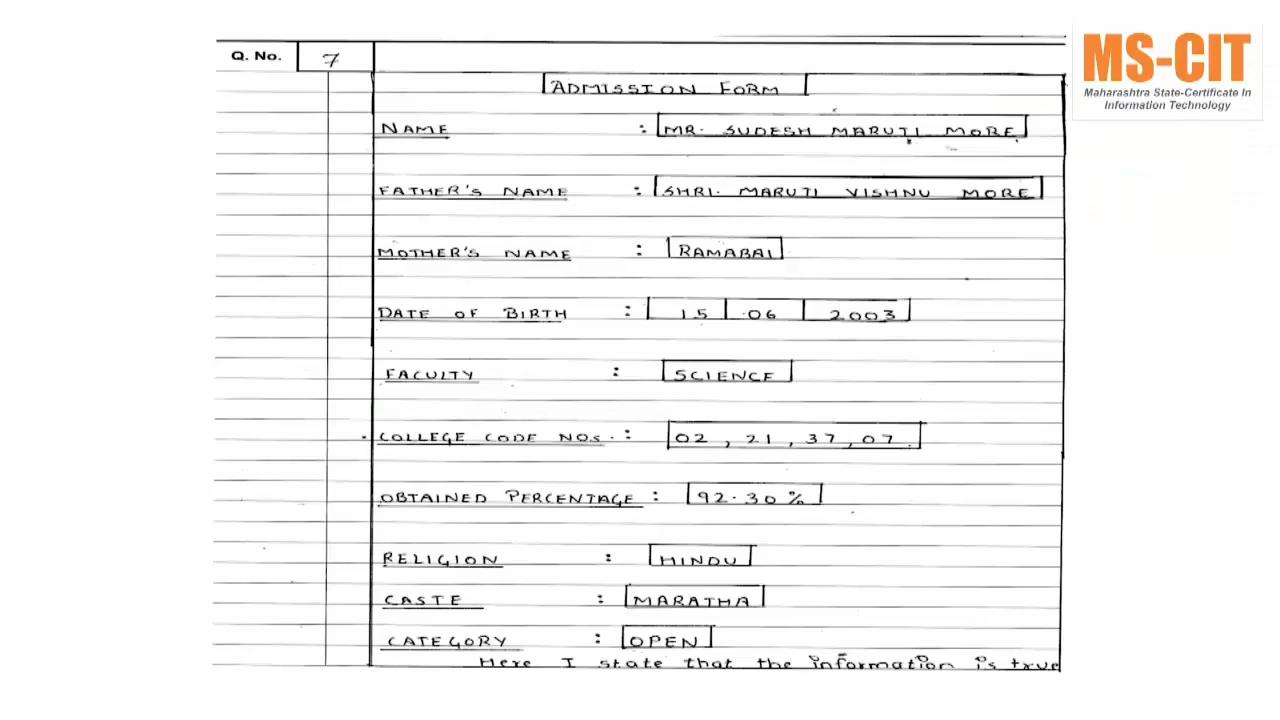 MS-CIT
Maharashtra State-Certificate In
Information Technology
Q. No. 7
ADMISSION FORM
NAME : MR. SUDESH MARUTI MORE
FATHER'S NAME : SHRI. MARUTI VISHNU MORE
MOTHER'S NAME : RAMABAI
DATE OF BIRTH : 15 06 2003
FACULTY : SCIENCE
COLLEGE CODE NOS. : 02, 21, 37, 07
OBTAINED PERCENTAGE : 92.30%
RELIGION : HINDU
CASTE : MARATHA
CATEGORY : OPEN
Here I state that the information is true